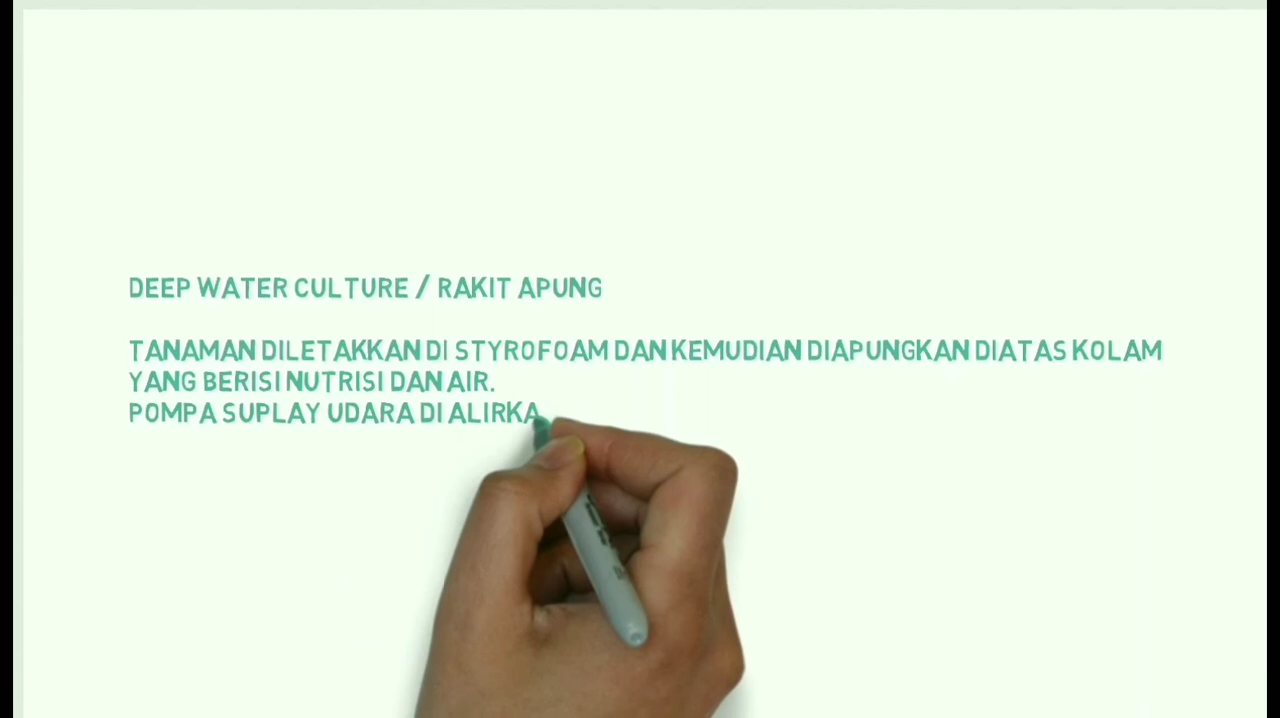 DEEP WATER CULTURE / RAKIT APUNG
TANAMAN DILETAKKAN DI STYROFOAM DAN KEMUDIAN DIAPUNGKAN DIATAS KOLAM
YANG BERISI NUTRISI DAN AIR.
POMPA SUPLAY UDARA DI ALIRKA